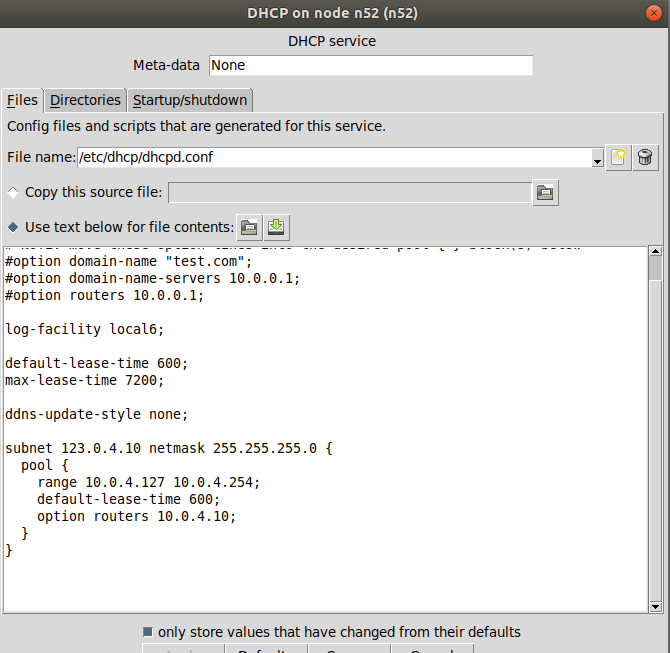 DHCP on node n52 (n52)
DHCP service
Meta-data None
Files Directories Startup/shutdown
Config files and scripts that are generated for this service.
File name: /etc/dhcp/dhcpd.conf
Copy this source file:
Use text below for file contents:
#option domain-name "test.com";
#option domain-name-servers 10.0.0.1;
#option routers 10.0.0.1;
log-facility local6;
default-lease-time 600;
max-lease-time 7200;
ddns-update-style none;
subnet 123.0.4.10 netmask 255.255.255.0 {
pool {
range 10.0.4.127 10.0.4.254;
default-lease-time 600;
option routers 10.0.4.10;
}
}
only store values that have changed from their defaults